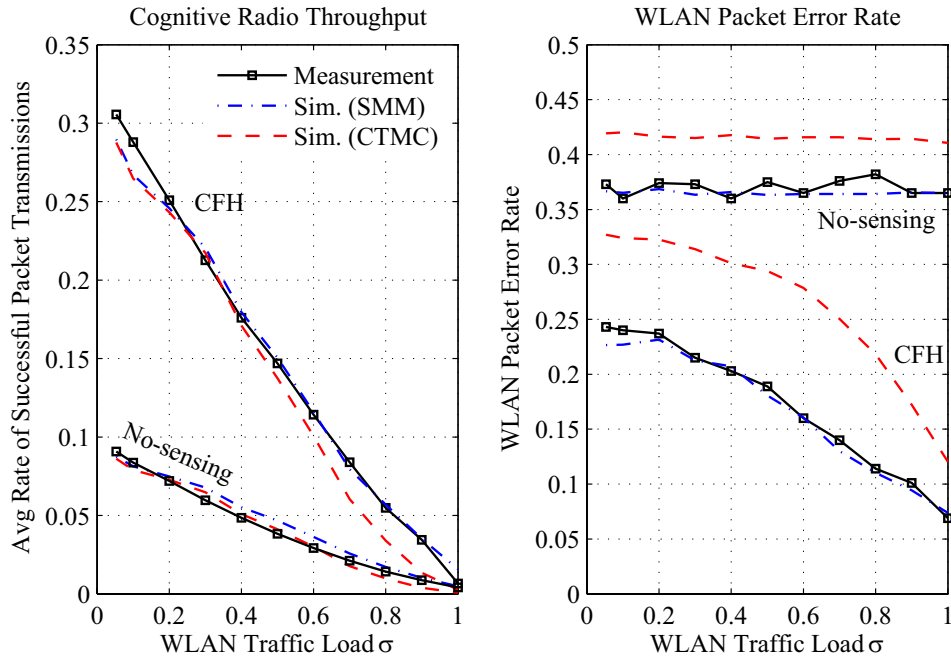 Cognitive Radio Throughput
Avg Rate of Successful Packet Transmissions
0.35
0.3
0.25
0.2
0.15
0.1
0.05
0
Measurement
Sim. (SMM)
Sim. (CTMC)
CFH
No-sensing
0
0.2
0.4
0.6
0.8
1
WLAN Traffic Load σ
WLAN Packet Error Rate
WLAN Packet Error Rate
0.5
0.45
0.4
0.35
0.3
0.25
0.2
0.15
0.1
0.05
0
No-sensing
CFH
0
0.2
0.4
0.6
0.8
1
WLAN Traffic Load σ